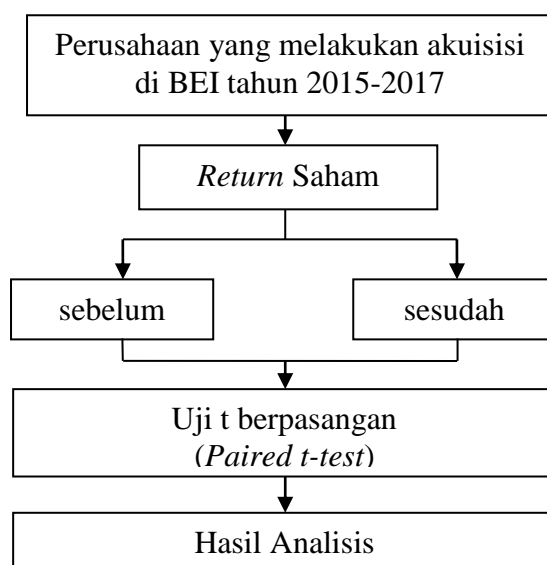 Perusahaan yang melakukan akuisisi
di BEI tahun 2015-2017
Return Saham
sebelum
sesudah
Uji t berpasangan
(Paired t-test)
Hasil Analisis